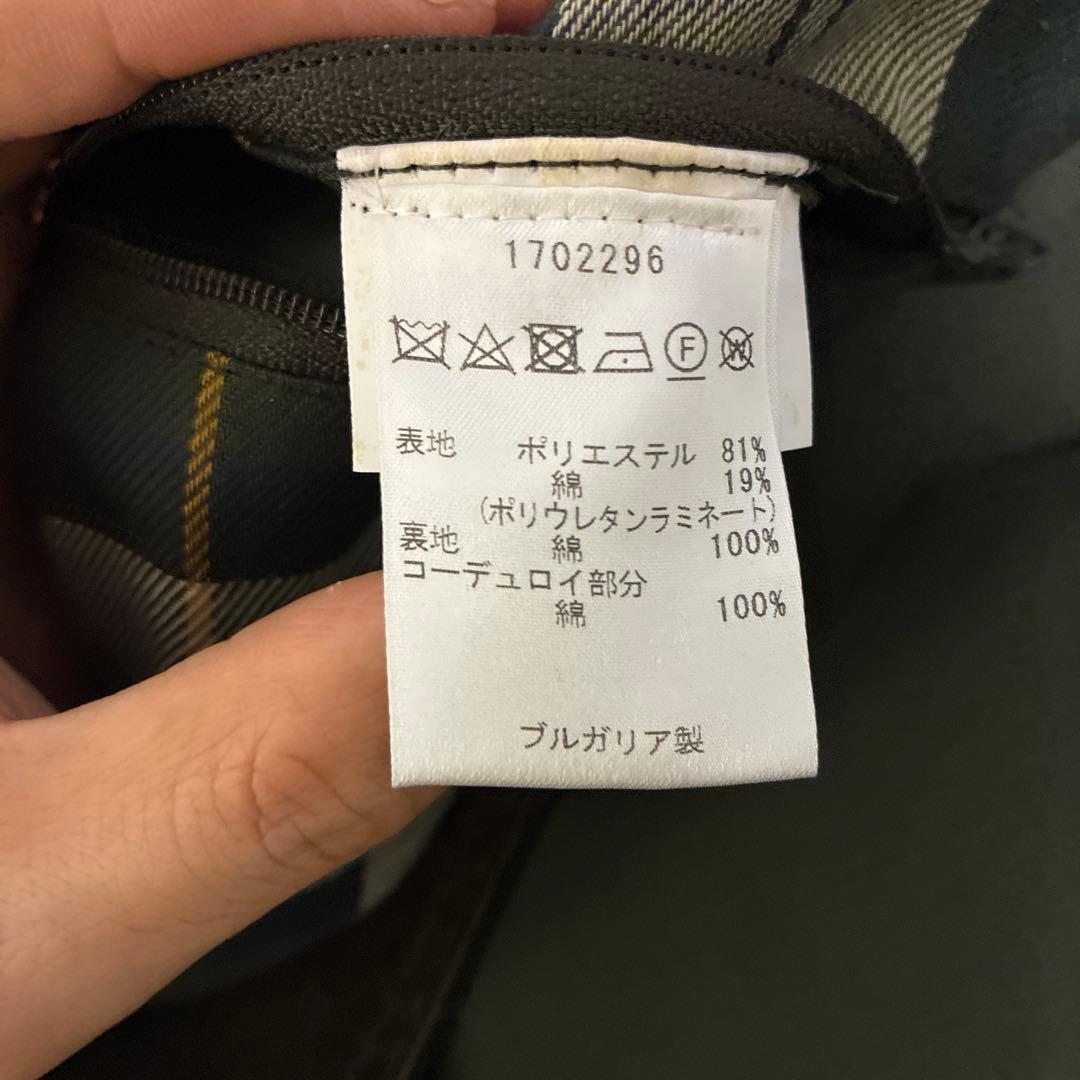 1702296
F W
表地 ポリエステル 81%
綿 19%
(ポリウレタンラミネート)
裏地 綿 100%
コーデュロイ部分
綿 100%
ブルガリア製